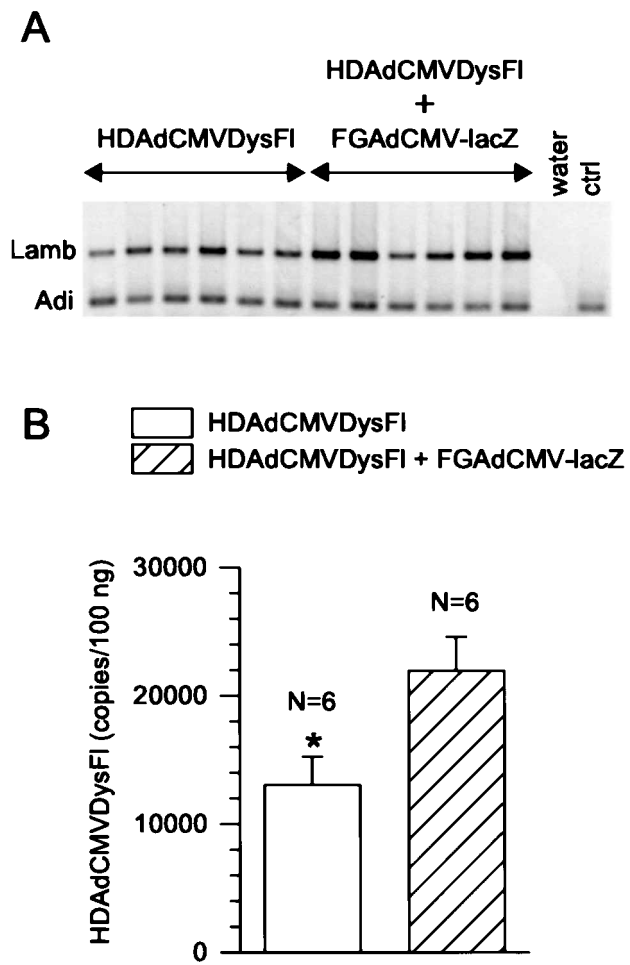 A
HDAdCMVDysFl
+
HDAdCMVDysFl
FGAdCMV-lacZ
water
ctrl
Lamb
Adi
B
HDAdCMVDysFl
HDAdCMVDysFl + FGAdCMV-lacZ
HDAdCMVDysFl (copies/100 ng)
30000
20000
10000
0
N=6
*
N=6